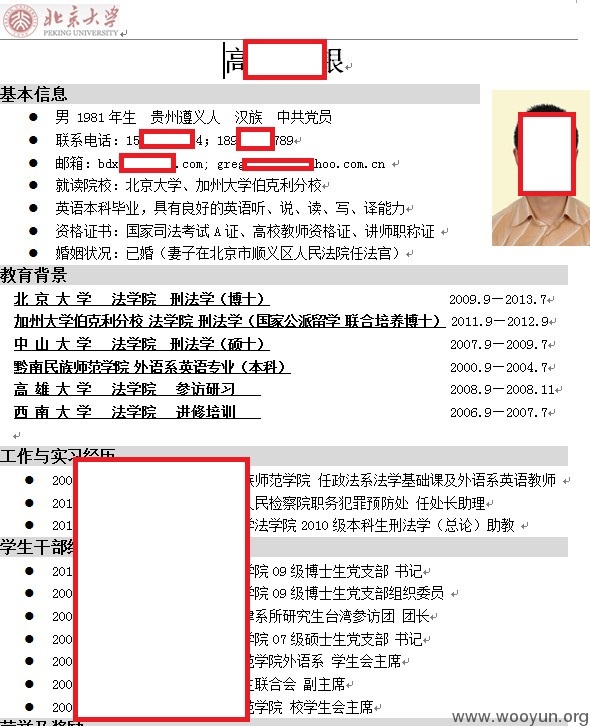 北京大学
PEKING UNIVERSITY
高 银
基本信息
● 男 1981 年生 贵州遵义人 汉族 中共党员
● 联系电话：15 4；189 789
● 邮箱：bdx .com; greg hoo.com.cn
● 就读院校：北京大学、加州大学伯克利分校
● 英语本科毕业，具有良好的英语听、说、读、写、译能力
● 资格证书：国家司法考试 A 证、高校教师资格证、讲师职称证
● 婚姻状况：已婚（妻子在北京市顺义区人民法院任法官）
教育背景
北 京 大 学 法学院 刑法学（博士） 2009.9—2013.7
加州大学伯克利分校 法学院 刑法学（国家公派留学 联合培养博士） 2011.9—2012.9
中 山 大 学 法学院 刑法学（硕士） 2007.9—2009.7
黔南民族师范学院 外语系英语专业（本科） 2000.9—2004.7
高 雄 大 学 法学院 参访研习 2008.9—2008.11
西 南 大 学 法学院 进修培训 2006.9—2007.7
工作与实习经历
● 200 族师范学院 任政法系法学基础课及外语系英语教师
● 201 人民检察院职务犯罪预防处 任处长助理
● 201 学法学院 2010 级本科生刑法学（总论）助教
学生干部经
● 201 学院 09 级博士生党支部 书记
● 200 学院 09 级博士生党支部组织委员
● 200 律系所研究生台湾参访团 团长
● 200 学院 07 级硕士生党支部 书记
● 200 范学院外语系 学生会主席
● 200 联合会 副主席
● 200 范学院 校学生会主席
www.wooyun.org